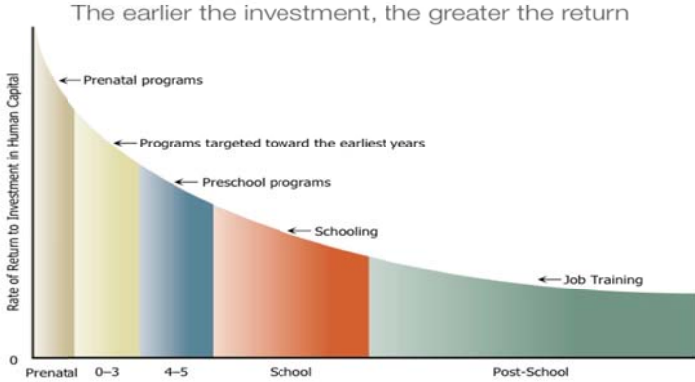 The earlier the investment, the greater the return
Rate of Return to Investment in Human Capital
Prenatal programs
Programs targeted toward the earliest years
Preschool programs
Schooling
Job Training
0
Prenatal
0–3
4–5
School
Post-School